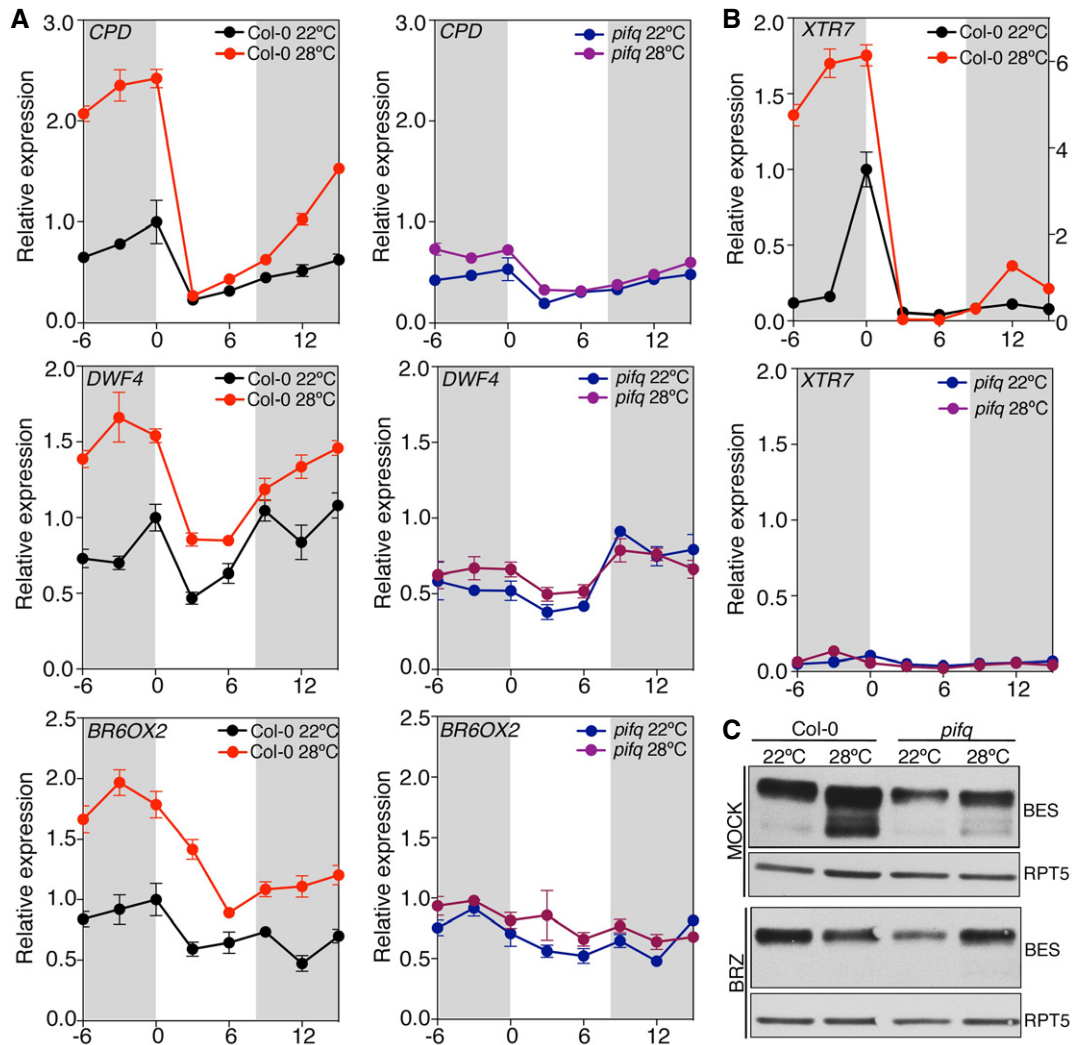 A
B
CPD
Col-0 22ºC
Col-0 28ºC
Relative expression
3.0
2.0
1.0
0.0
-6 0 6 12
CPD
pifq 22ºC
pifq 28ºC
Relative expression
3.0
2.0
1.0
0.0
-6 0 6 12
XTR7
Col-0 22ºC
Col-0 28ºC
Relative expression
2.0
1.5
1.0
0.5
0.0
6
4
2
0
-6 0 6 12
DWF4
Col-0 22ºC
Col-0 28ºC
Relative expression
2.0
1.5
1.0
0.5
0.0
-6 0 6 12
DWF4
pifq 22ºC
pifq 28ºC
Relative expression
2.0
1.5
1.0
0.5
0.0
-6 0 6 12
XTR7
pifq 22ºC
pifq 28ºC
Relative expression
2.0
1.5
1.0
0.5
0.0
-6 0 6 12
BR6OX2
Col-0 22ºC
Col-0 28ºC
Relative expression
2.5
2.0
1.5
1.0
0.5
0.0
-6 0 6 12
BR6OX2
pifq 22ºC
pifq 28ºC
Relative expression
2.5
2.0
1.5
1.0
0.5
0.0
-6 0 6 12
C
Col-0 pifq
22ºC 28ºC 22ºC 28ºC
MOCK
BES
RPT5
BRZ
BES
RPT5